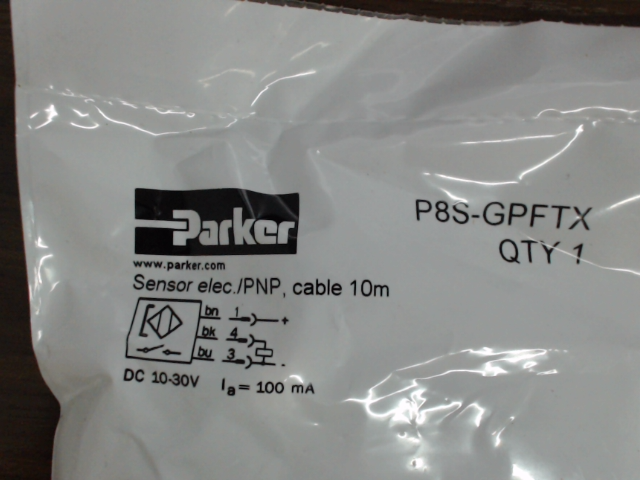 Parker
www.parker.com
P8S-GPFTX
QTY 1
Sensor elec./PNP, cable 10m
bn 1 +
bk 4
bu 3 -
DC 10-30V Ia = 100 mA